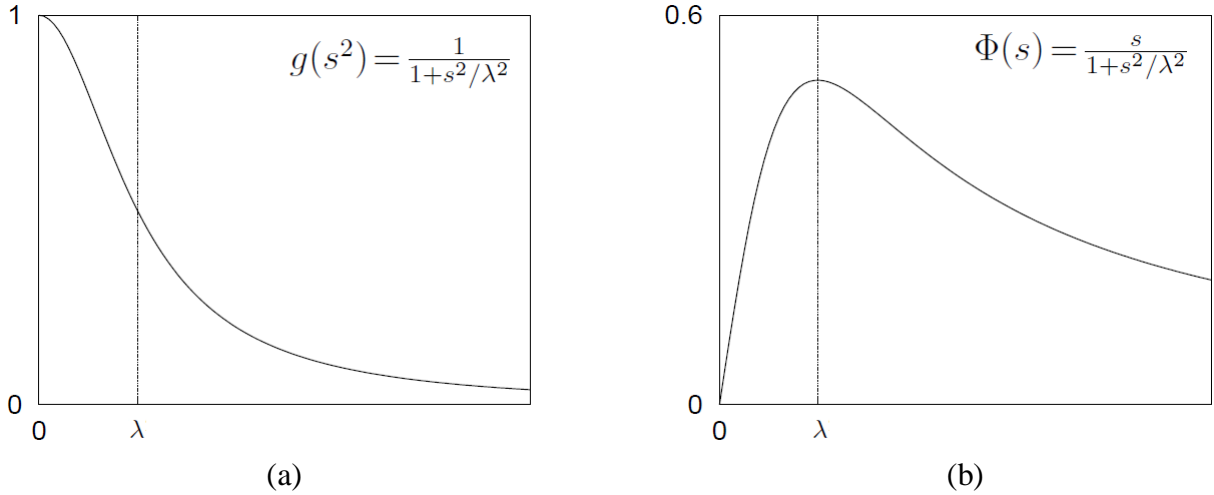 1
g(s²) = 1/(1+s²/λ²)
0
0 λ
(a)
0.6
Φ(s) = s/(1+s²/λ²)
0
0 λ
(b)